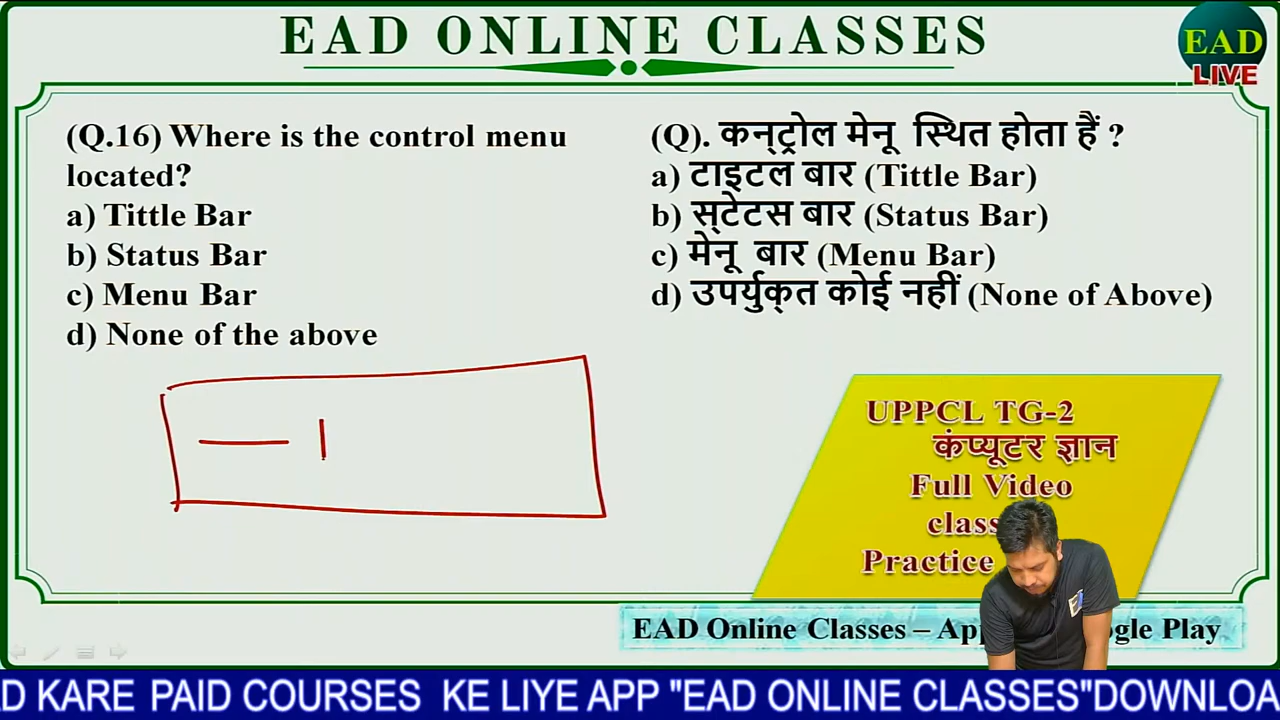 EAD ONLINE CLASSES
EAD
LIVE
(Q.16) Where is the control menu
located?
a) Tittle Bar
b) Status Bar
c) Menu Bar
d) None of the above
(Q). कन्ट्रोल मेनू स्थित होता हैं ?
a) टाइटल बार (Tittle Bar)
b) स्टेटस बार (Status Bar)
c) मेनू बार (Menu Bar)
d) उपर्युक्त कोई नहीं (None of Above)
UPPCL TG-2
कंप्यूटर ज्ञान
Full Video
class
Practice
EAD Online Classes – App ogle Play
D KARE PAID COURSES KE LIYE APP "EAD ONLINE CLASSES"DOWNLOA